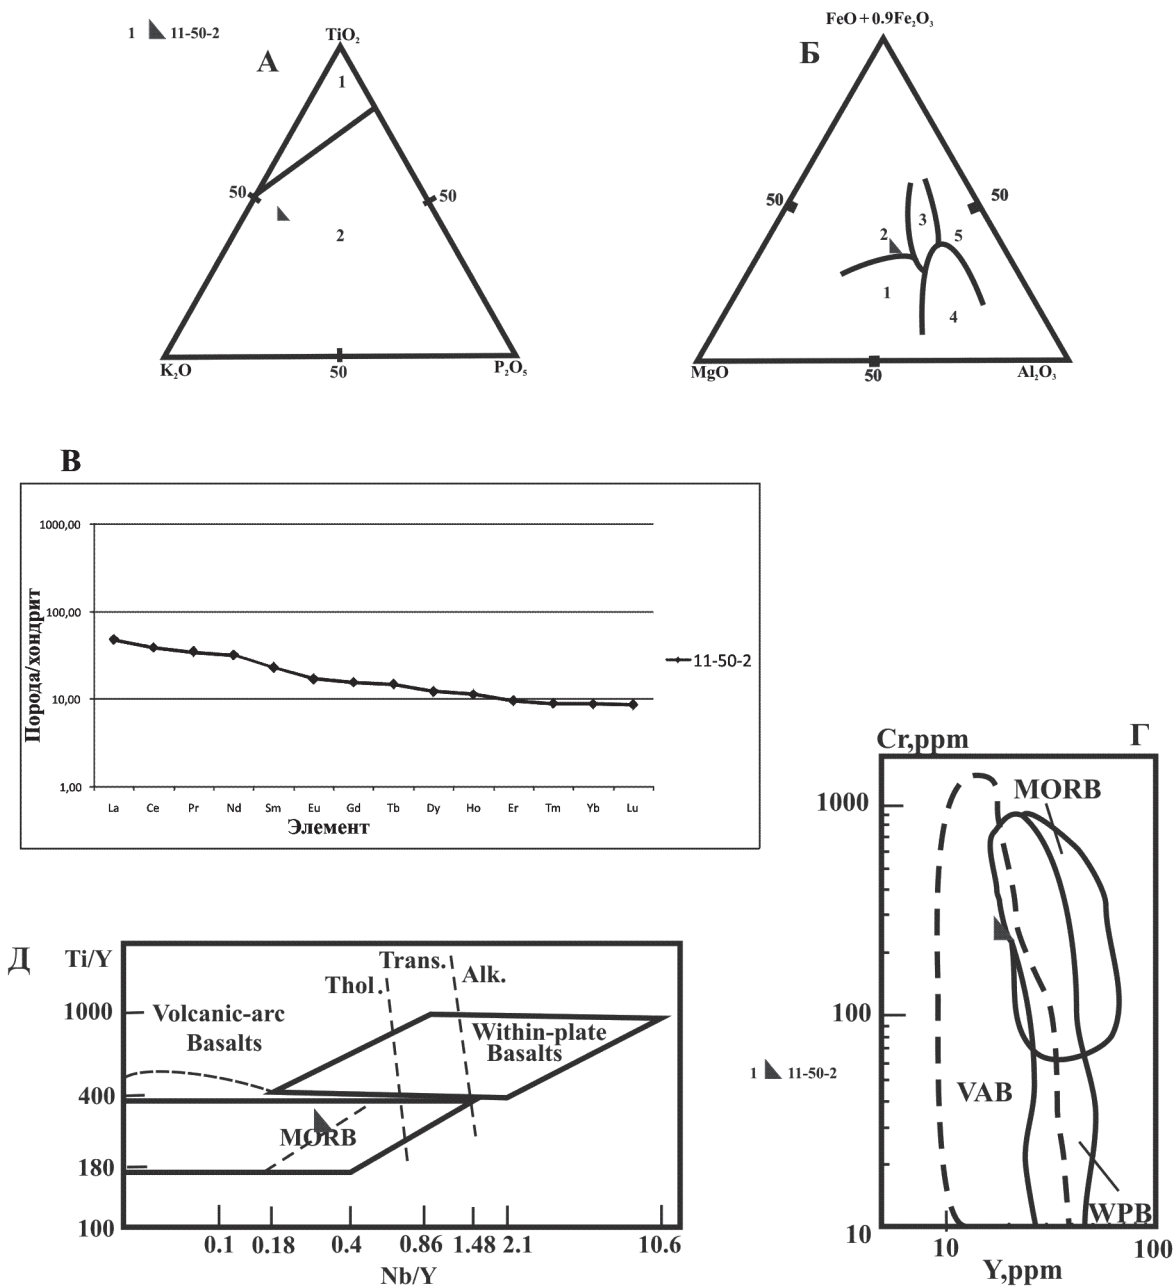 1 11-50-2
А
TiO₂
1
50
50
2
K₂O
50
P₂O₅
Б
FeO + 0.9Fe₂O₃
50
50
3
2
5
1
4
MgO
50
Al₂O₃
В
Порода/хондрит
1000,00
100,00
10,00
1,00
La Ce Pr Nd Sm Eu Gd Tb Dy Ho Er Tm Yb Lu
Элемент
11-50-2
Г
Cr,ppm
1000
100
10
MORB
VAB
WPB
10 100
Y,ppm
1 11-50-2
Д
Ti/Y
1000
400
180
100
Volcanic-arc
Basalts
Thol.
Trans.
Alk.
Within-plate
Basalts
MORB
0.1 0.18 0.4 0.86 1.48 2.1 10.6
Nb/Y